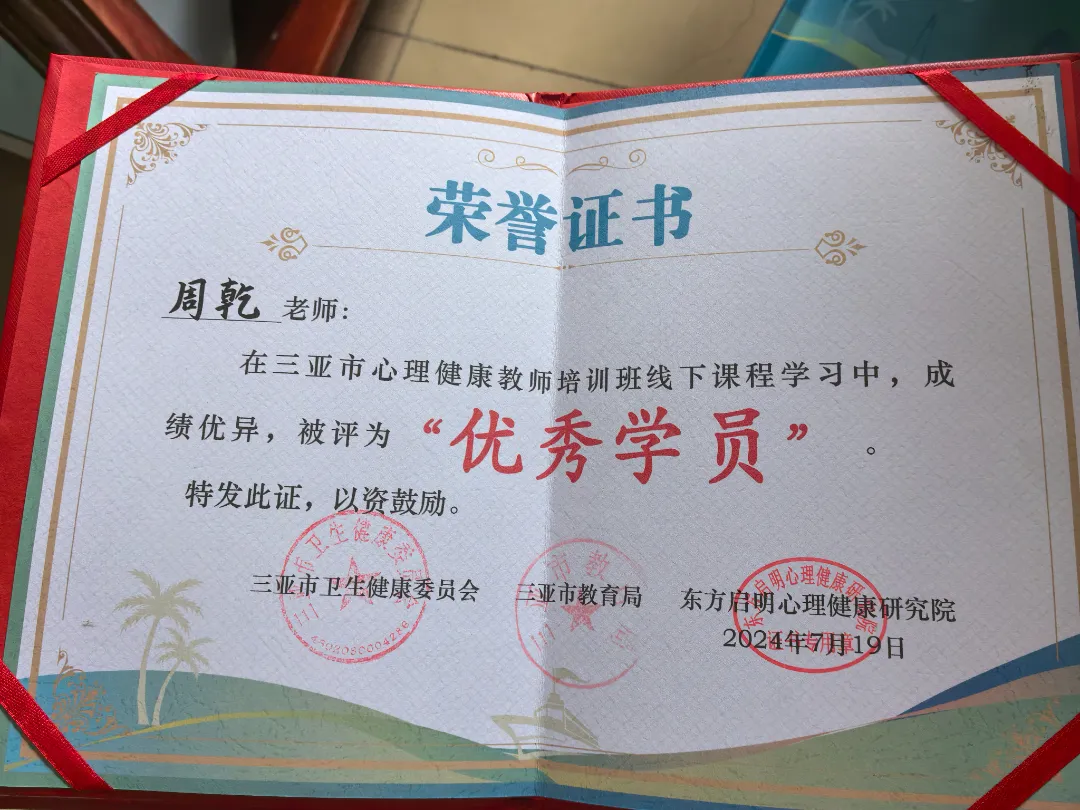 荣誉证书
周乾 老师:
在三亚市心理健康教师培训班线下课程学习中，成
绩优异，被评为“优秀学员”。
特发此证，以资鼓励。
三亚市卫生健康委员会 三亚市教育局 东方启明心理健康研究院
2024年7月19日